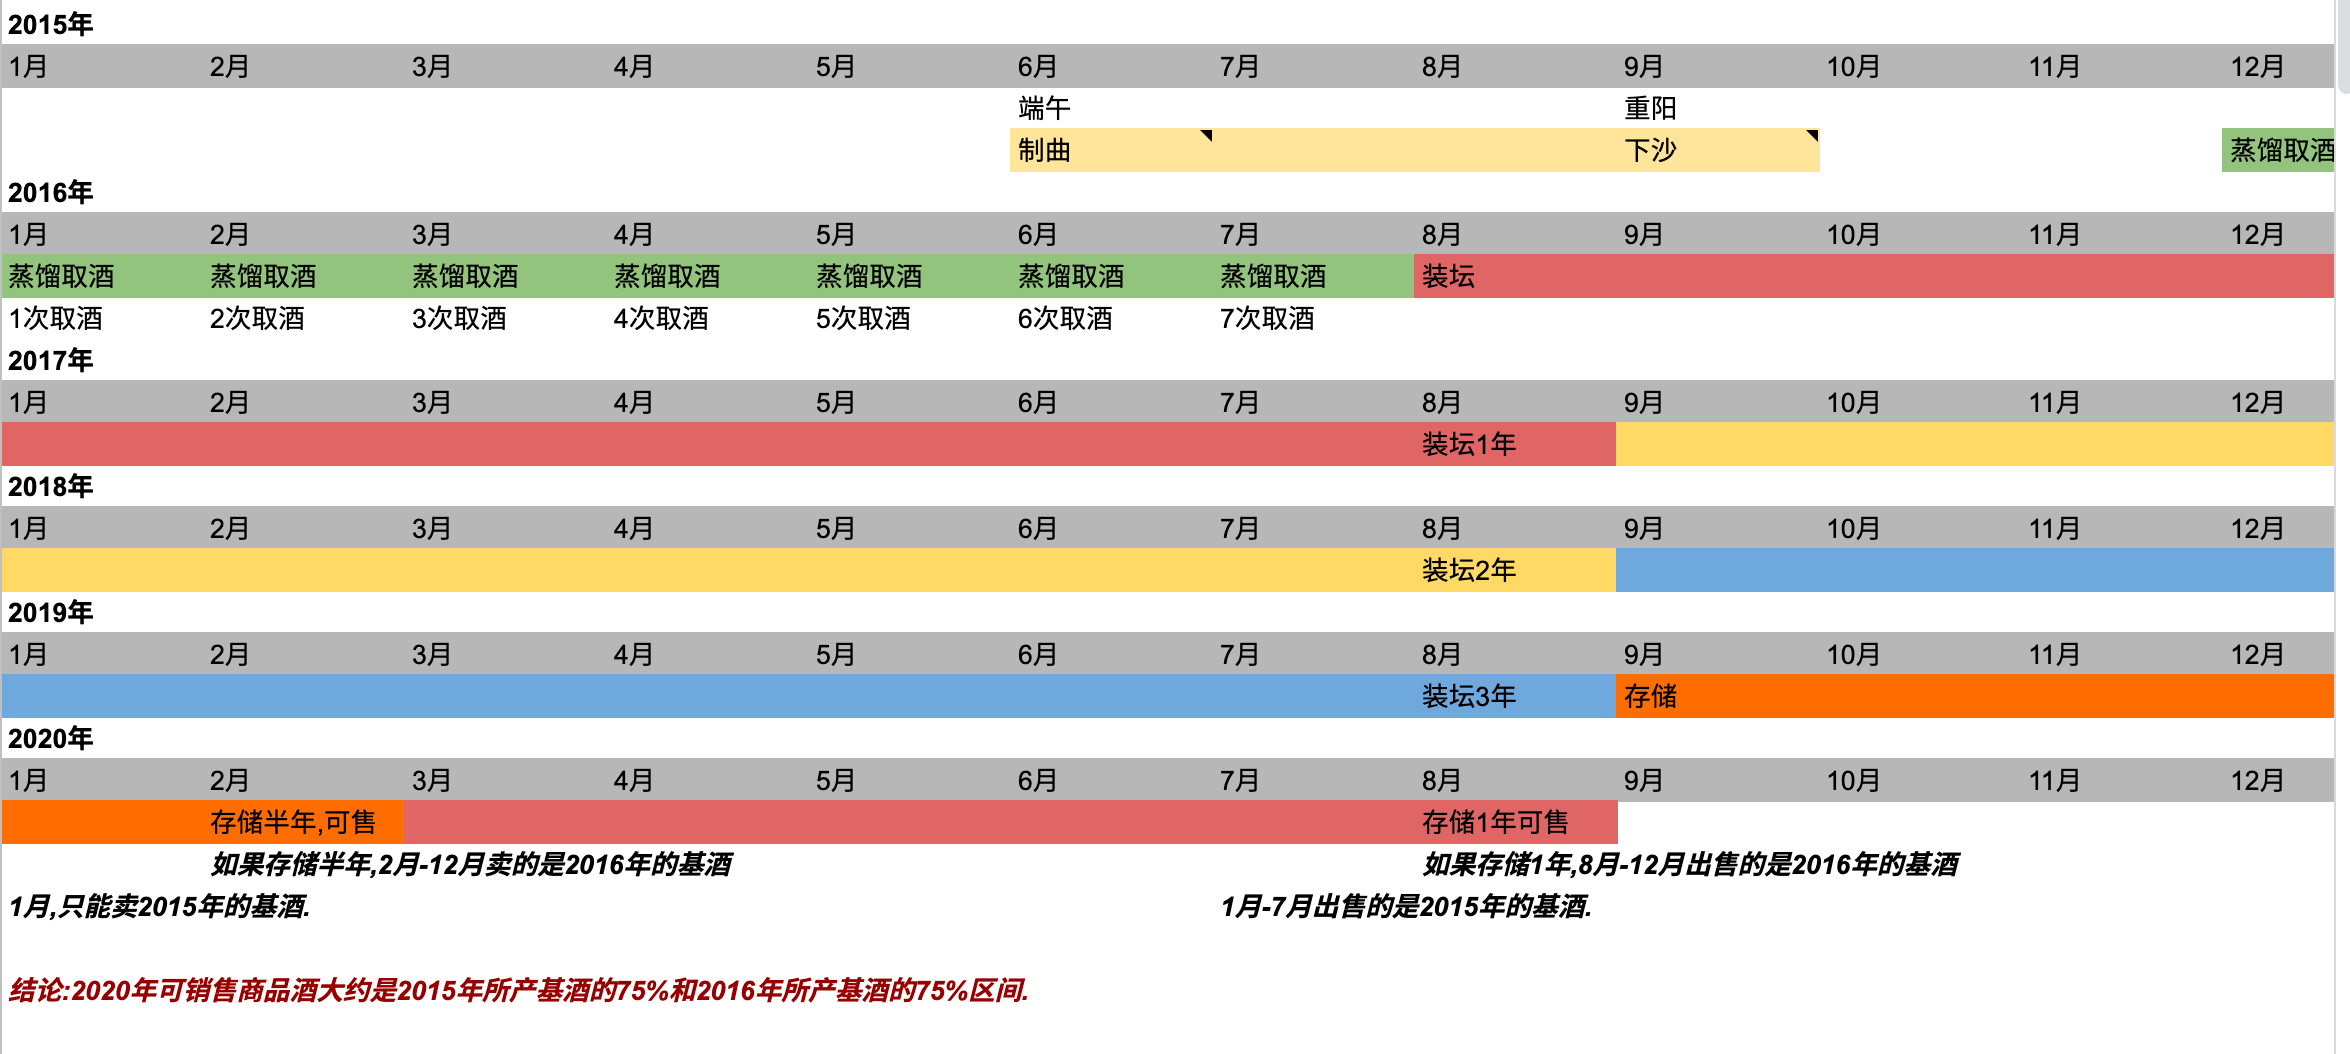 2015年
1月 2月 3月 4月 5月 6月 7月 8月 9月 10月 11月 12月
端午 重阳
制曲 下沙 蒸馏取酒
2016年
1月 2月 3月 4月 5月 6月 7月 8月 9月 10月 11月 12月
蒸馏取酒 蒸馏取酒 蒸馏取酒 蒸馏取酒 蒸馏取酒 蒸馏取酒 蒸馏取酒 装坛
1次取酒 2次取酒 3次取酒 4次取酒 5次取酒 6次取酒 7次取酒
2017年
1月 2月 3月 4月 5月 6月 7月 8月 9月 10月 11月 12月
装坛1年
2018年
1月 2月 3月 4月 5月 6月 7月 8月 9月 10月 11月 12月
装坛2年
2019年
1月 2月 3月 4月 5月 6月 7月 8月 9月 10月 11月 12月
装坛3年 存储
2020年
1月 2月 3月 4月 5月 6月 7月 8月 9月 10月 11月 12月
存储半年,可售 存储1年可售
如果存储半年,2月-12月卖的是2016年的基酒 如果存储1年,8月-12月出售的是2016年的基酒
1月,只能卖2015年的基酒. 1月-7月出售的是2015年的基酒.
结论:2020年可销售商品酒大约是2015年所产基酒的75%和2016年所产基酒的75%区间.